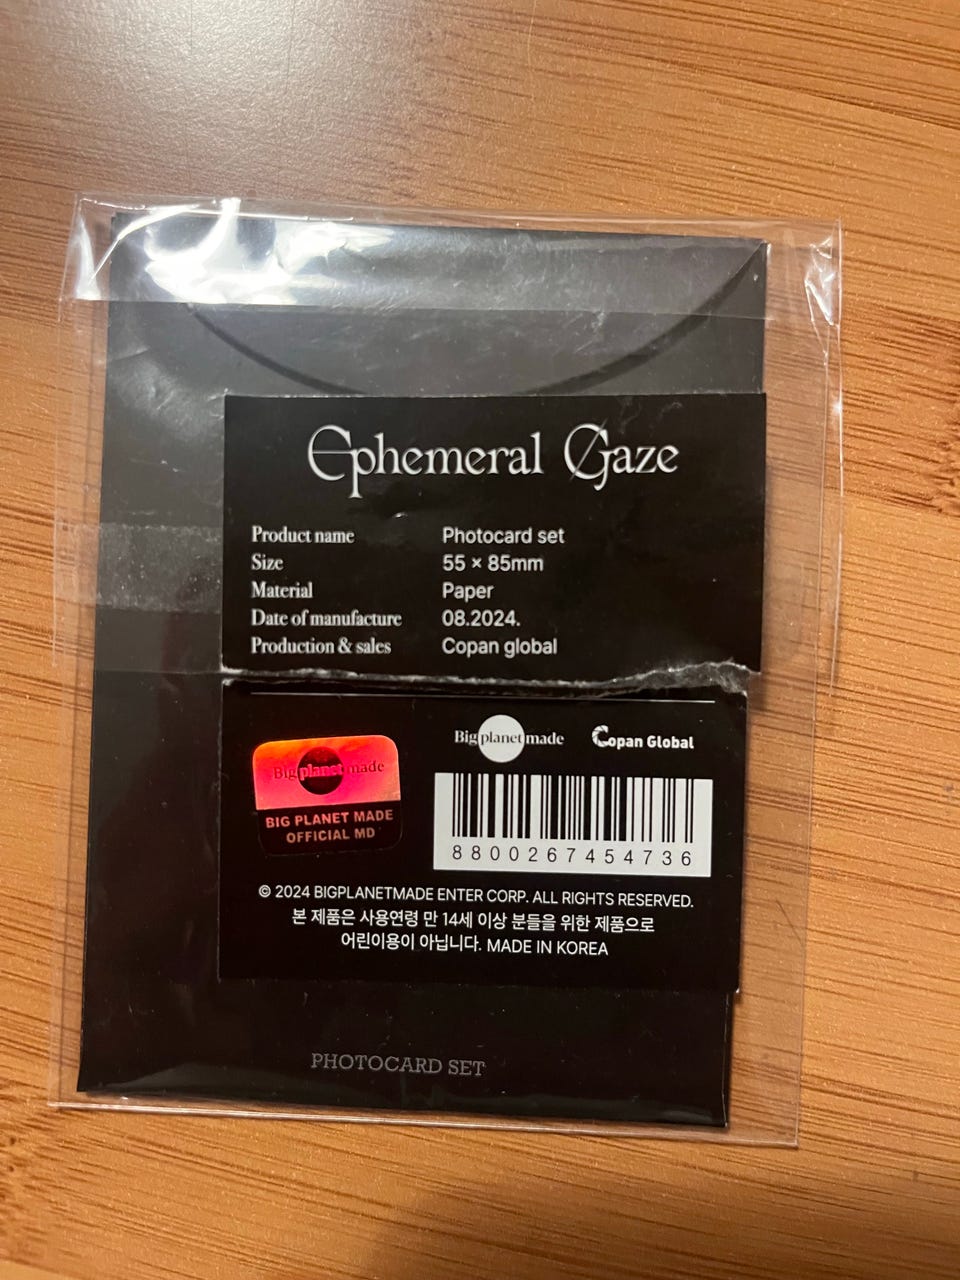 Ephemeral Gaze
Product name Photocard set
Size 55 × 85mm
Material Paper
Date of manufacture 08.2024.
Production & sales Copan global
Big planet made Copan Global
Big planet made
BIG PLANET MADE
OFFICIAL MD
8800267454736
© 2024 BIGPLANETMADE ENTER CORP. ALL RIGHTS RESERVED.
본 제품은 사용연령 만 14세 이상 분들을 위한 제품으로
어린이용이 아닙니다. MADE IN KOREA
PHOTOCARD SET